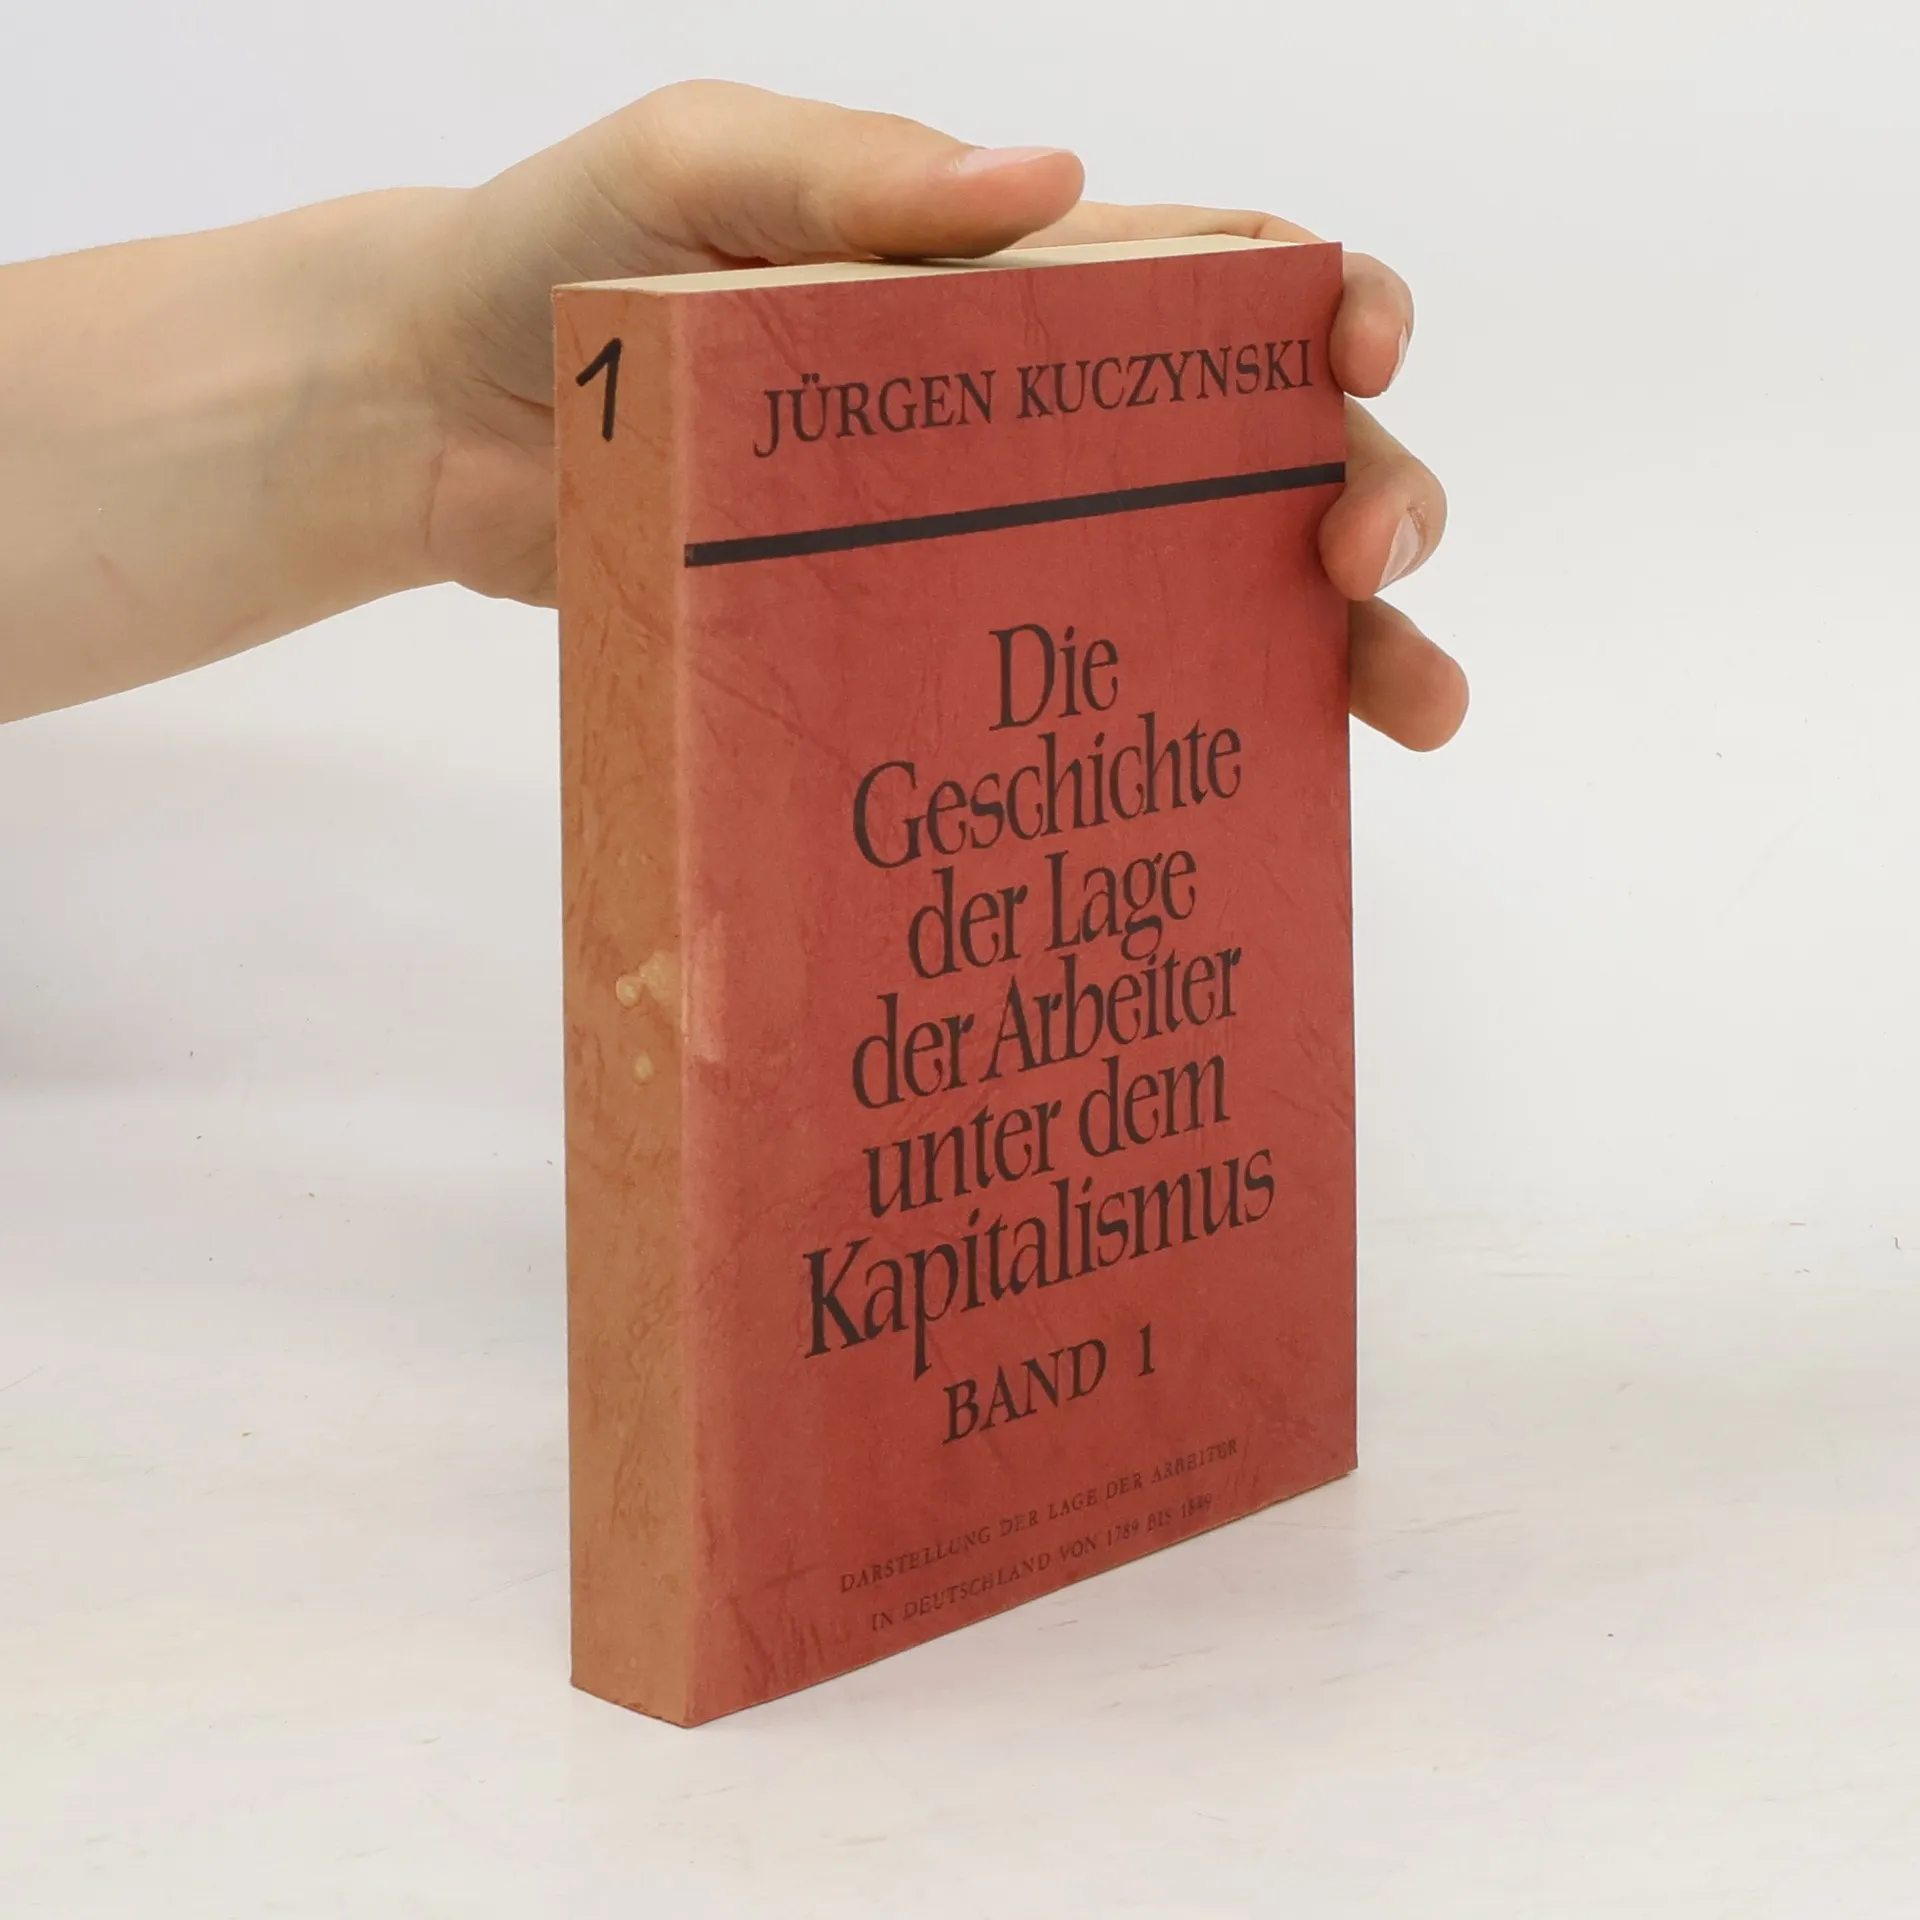 1
JÜRGEN KUCZYNSKI
Die
Geschichte
der Lage
der Arbeiter
unter dem
Kapitalismus
BAND 1
DARSTELLUNG DER LAGE DER ARBEITER
IN DEUTSCHLAND VON 1789 BIS 1849